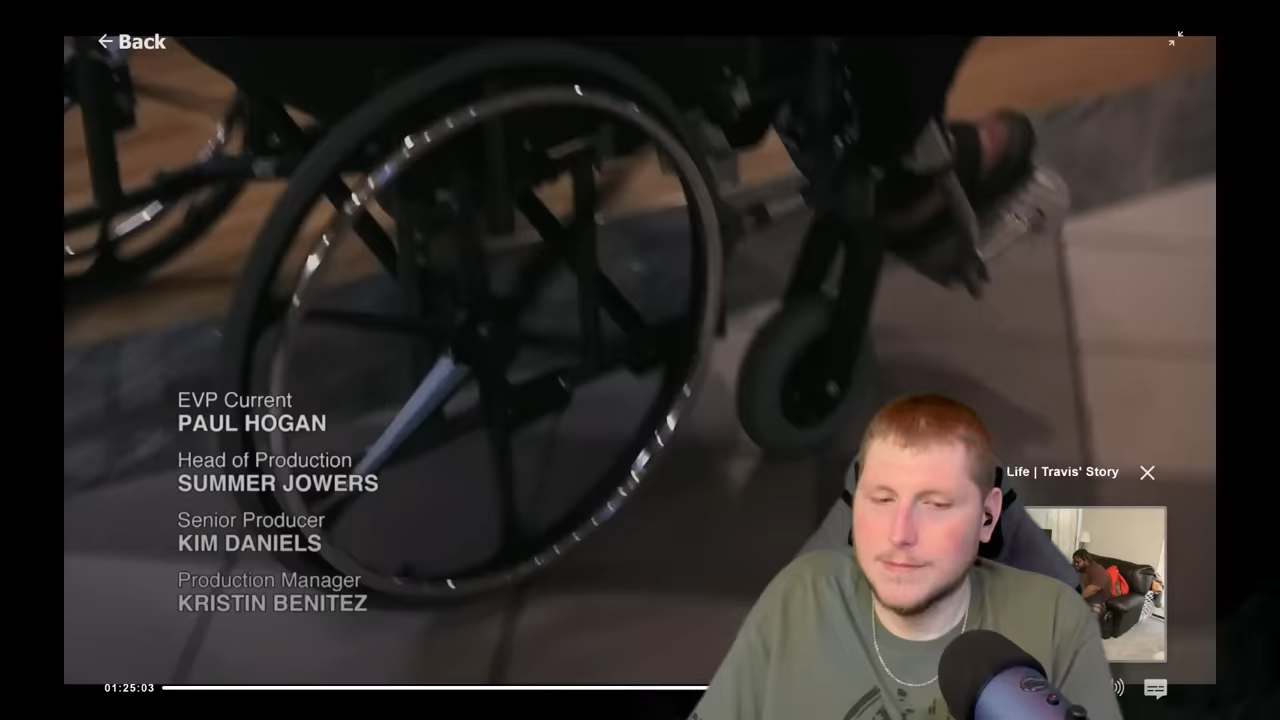 Back
EVP Current
PAUL HOGAN
Head of Production
SUMMER JOWERS
Senior Producer
KIM DANIELS
Production Manager
KRISTIN BENITEZ
Life | Travis' Story
01:25:03